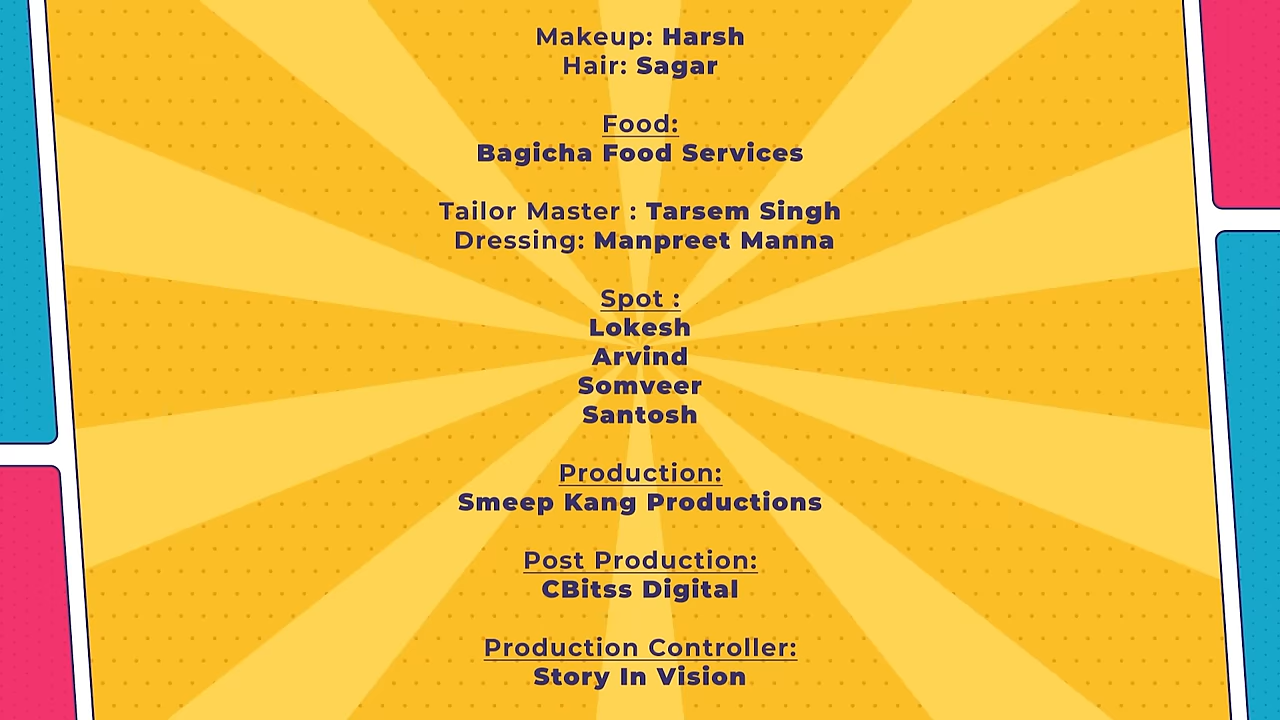 Makeup: Harsh
Hair: Sagar
Food:
Bagicha Food Services
Tailor Master : Tarsem Singh
Dressing: Manpreet Manna
Spot :
Lokesh
Arvind
Somveer
Santosh
Production:
Smeep Kang Productions
Post Production:
CBitss Digital
Production Controller:
Story In Vision